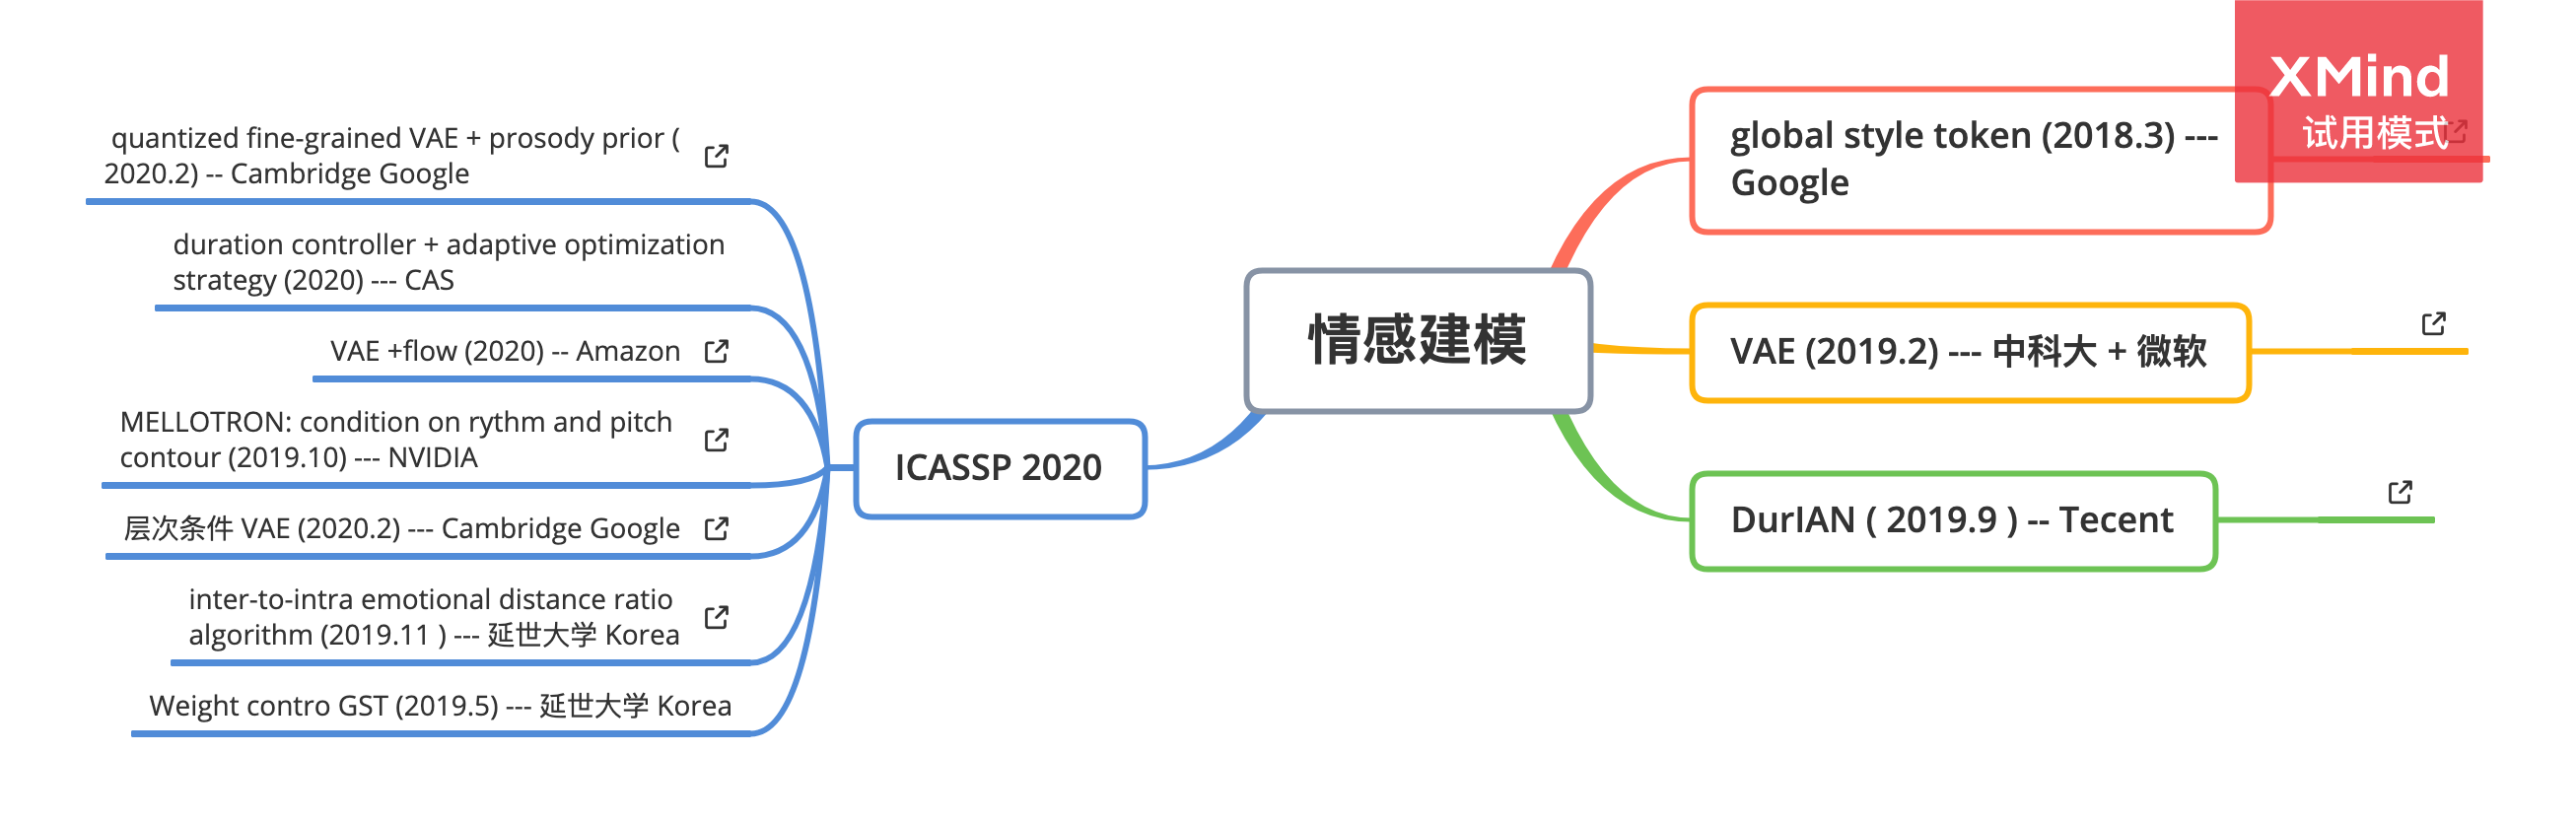 quantized fine-grained VAE + prosody prior (
2020.2) -- Cambridge Google
duration controller + adaptive optimization
strategy (2020) --- CAS
VAE +flow (2020) -- Amazon
MELLOTRON: condition on rythm and pitch
contour (2019.10) --- NVIDIA
层次条件 VAE (2020.2) --- Cambridge Google
inter-to-intra emotional distance ratio
algorithm (2019.11 ) --- 延世大学 Korea
Weight contro GST (2019.5) --- 延世大学 Korea
ICASSP 2020
情感建模
global style token (2018.3) ---
Google
VAE (2019.2) --- 中科大 + 微软
DurIAN ( 2019.9 ) -- Tecent
XMind
试用模式